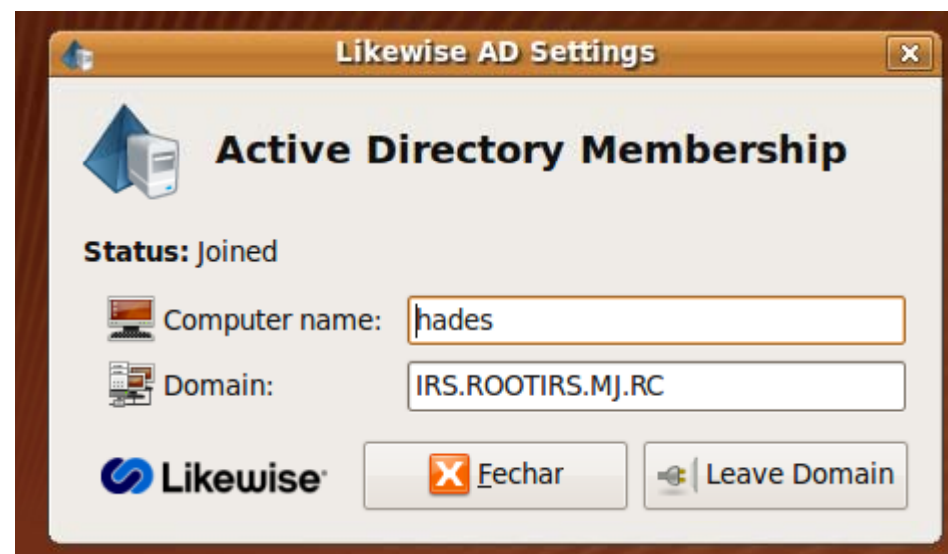 Likewise AD Settings
Active Directory Membership
Status: Joined
Computer name: hades
Domain: IRS.ROOTIRS.MJ.RC
Likewise Fechar Leave Domain